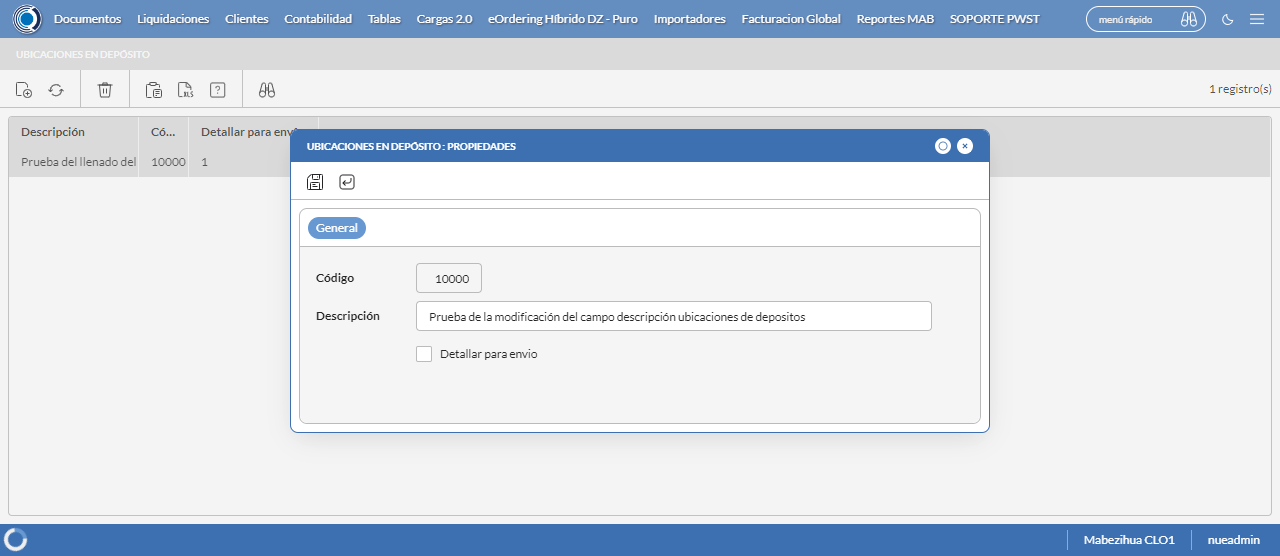 Documentos Liquidaciones Clientes Contabilidad Tablas Cargas 2.0 eOrdering Híbrido DZ - Puro Importadores Facturacion Global Reportes MAB SOPORTE PWST menú rápido
UBICACIONES EN DEPÓSITO
XLS ? 1 registro(s)
Descripción Có... Detallar para envi
Prueba del llenado del 10000 1
UBICACIONES EN DEPÓSITO : PROPIEDADES
General
Código 10000
Descripción Prueba de la modificación del campo descripción ubicaciones de depositos
Detallar para envio
Mabezihua CLO1 nueadmin